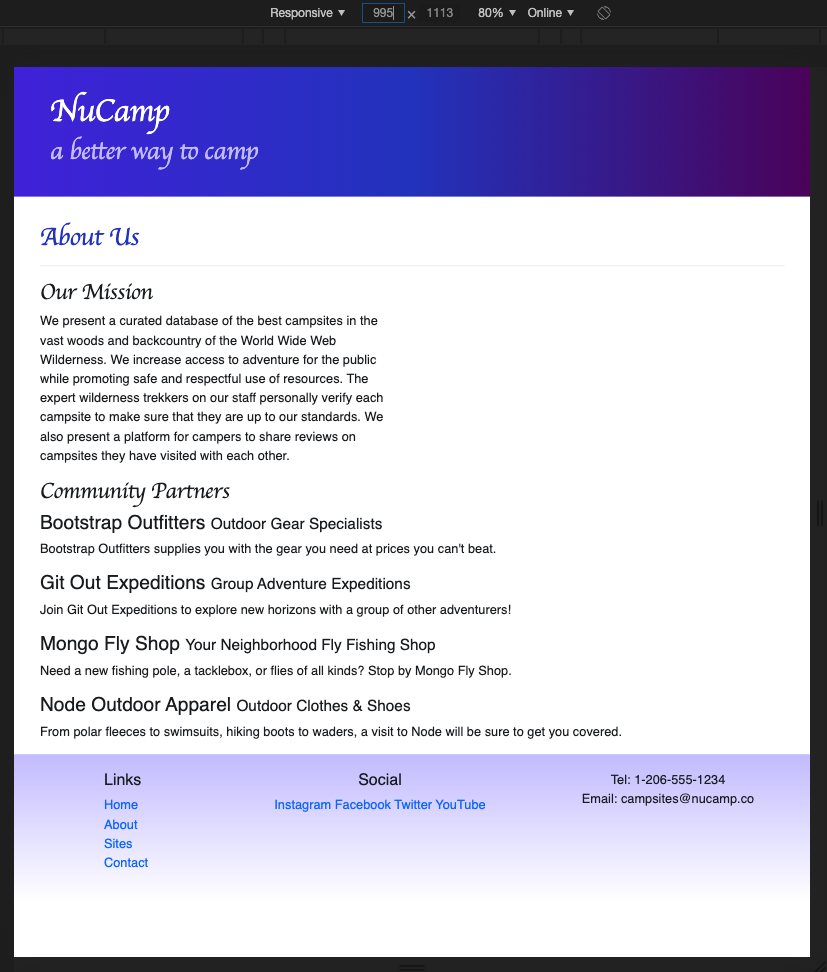 Responsive ▼ 995 × 1113 80% ▼ Online ▼
NuCamp
a better way to camp
About Us
Our Mission
We present a curated database of the best campsites in the
vast woods and backcountry of the World Wide Web
Wilderness. We increase access to adventure for the public
while promoting safe and respectful use of resources. The
expert wilderness trekkers on our staff personally verify each
campsite to make sure that they are up to our standards. We
also present a platform for campers to share reviews on
campsites they have visited with each other.
Community Partners
Bootstrap Outfitters Outdoor Gear Specialists
Bootstrap Outfitters supplies you with the gear you need at prices you can't beat.
Git Out Expeditions Group Adventure Expeditions
Join Git Out Expeditions to explore new horizons with a group of other adventurers!
Mongo Fly Shop Your Neighborhood Fly Fishing Shop
Need a new fishing pole, a tacklebox, or flies of all kinds? Stop by Mongo Fly Shop.
Node Outdoor Apparel Outdoor Clothes & Shoes
From polar fleeces to swimsuits, hiking boots to waders, a visit to Node will be sure to get you covered.
Links
Home
About
Sites
Contact
Social
Instagram Facebook Twitter YouTube
Tel: 1-206-555-1234
Email: campsites@nucamp.co